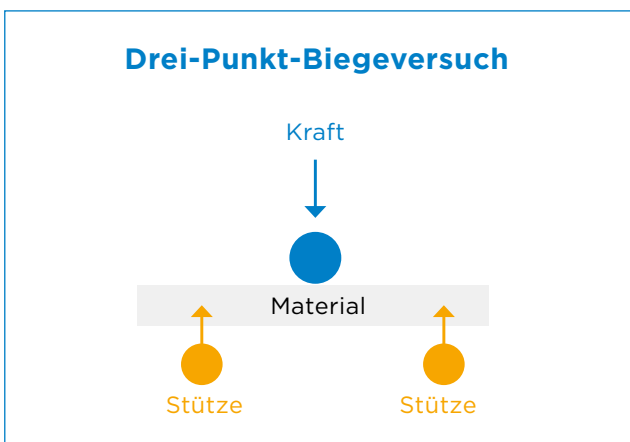 Drei-Punkt-Biegeversuch
Kraft
Material
Stütze
Stütze